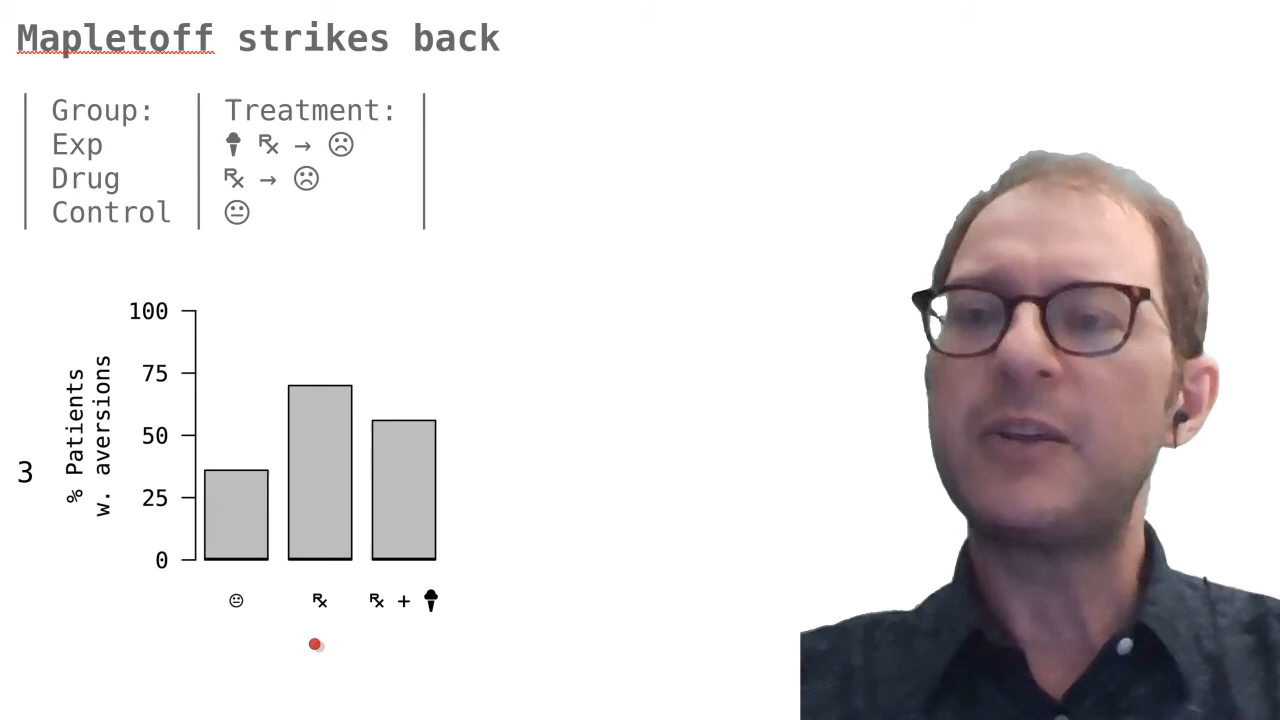 Mapletoff strikes back
Group: Treatment:
Exp ℞ → ☹
Drug ℞ → ☹
Control 😐
100
75
50
25
0
% Patients
w. aversions
3
😐 ℞ ℞ +